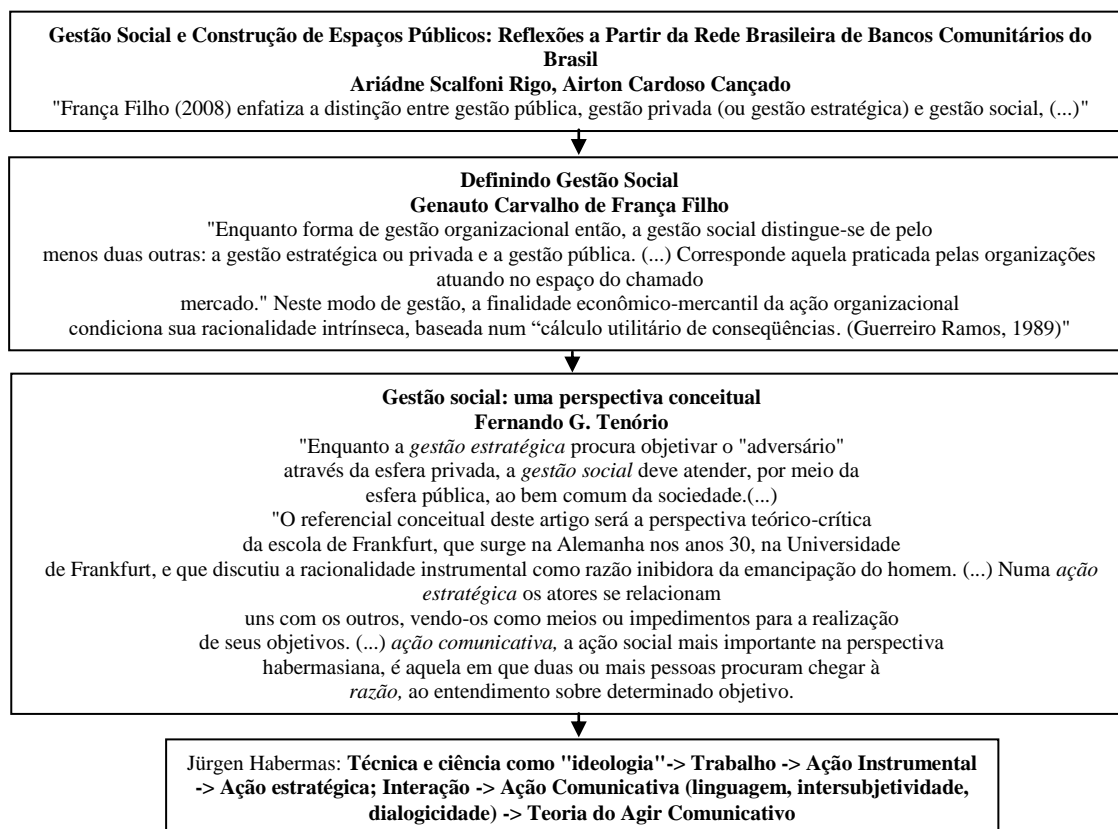 Gestão Social e Construção de Espaços Públicos: Reflexões a Partir da Rede Brasileira de Bancos Comunitários do
Brasil
Ariádne Scalfoni Rigo, Airton Cardoso Cançado
"França Filho (2008) enfatiza a distinção entre gestão pública, gestão privada (ou gestão estratégica) e gestão social, (...)"
Definindo Gestão Social
Genauto Carvalho de França Filho
"Enquanto forma de gestão organizacional então, a gestão social distingue-se de pelo
menos duas outras: a gestão estratégica ou privada e a gestão pública. (...) Corresponde aquela praticada pelas organizações
atuando no espaço do chamado
mercado." Neste modo de gestão, a finalidade econômico-mercantil da ação organizacional
condiciona sua racionalidade intrínseca, baseada num “cálculo utilitário de conseqüências. (Guerreiro Ramos, 1989)"
Gestão social: uma perspectiva conceitual
Fernando G. Tenório
"Enquanto a gestão estratégica procura objetivar o "adversário"
através da esfera privada, a gestão social deve atender, por meio da
esfera pública, ao bem comum da sociedade.(...)
"O referencial conceitual deste artigo será a perspectiva teórico-crítica
da escola de Frankfurt, que surge na Alemanha nos anos 30, na Universidade
de Frankfurt, e que discutiu a racionalidade instrumental como razão inibidora da emancipação do homem. (...) Numa ação
estratégica os atores se relacionam
uns com os outros, vendo-os como meios ou impedimentos para a realização
de seus objetivos. (...) ação comunicativa, a ação social mais importante na perspectiva
habermasiana, é aquela em que duas ou mais pessoas procuram chegar à
razão, ao entendimento sobre determinado objetivo.
Jürgen Habermas: Técnica e ciência como "ideologia"-> Trabalho -> Ação Instrumental
-> Ação estratégica; Interação -> Ação Comunicativa (linguagem, intersubjetividade,
dialogicidade) -> Teoria do Agir Comunicativo